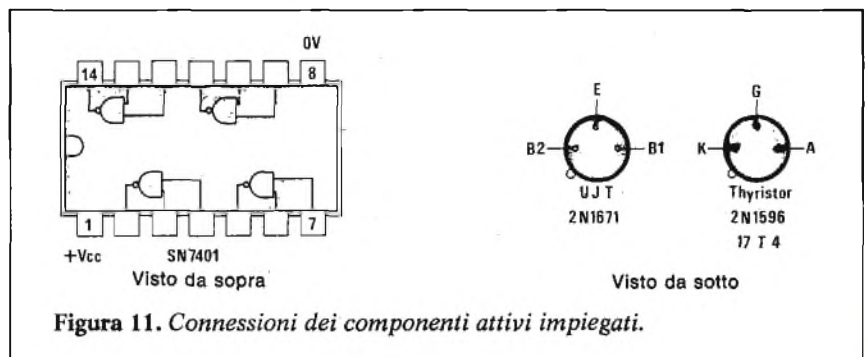 0V
14
8
1
7
+Vcc
SN7401
Visto da sopra
E
B2
B1
UJT
2N1671
G
K
A
Thyristor
2N1596
17 T 4
Visto da sotto
Figura 11. Connessioni dei componenti attivi impiegati.